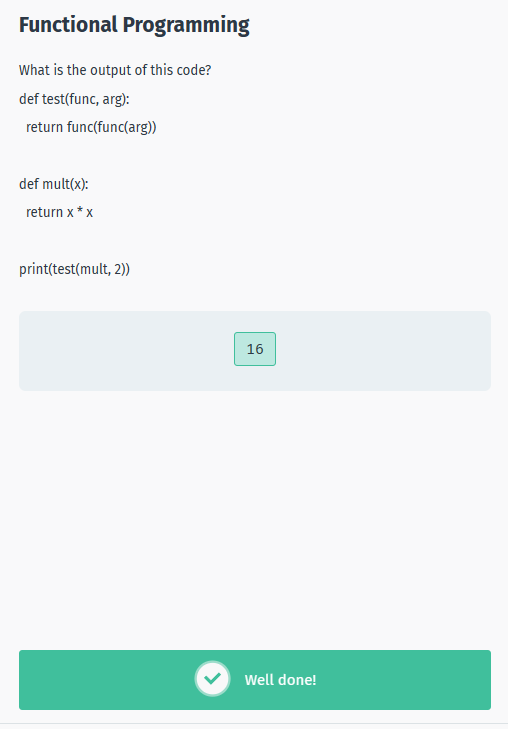 Functional Programming
What is the output of this code?
def test(func, arg):
return func(func(arg))
def mult(x):
return x * x
print(test(mult, 2))
16
Well done!